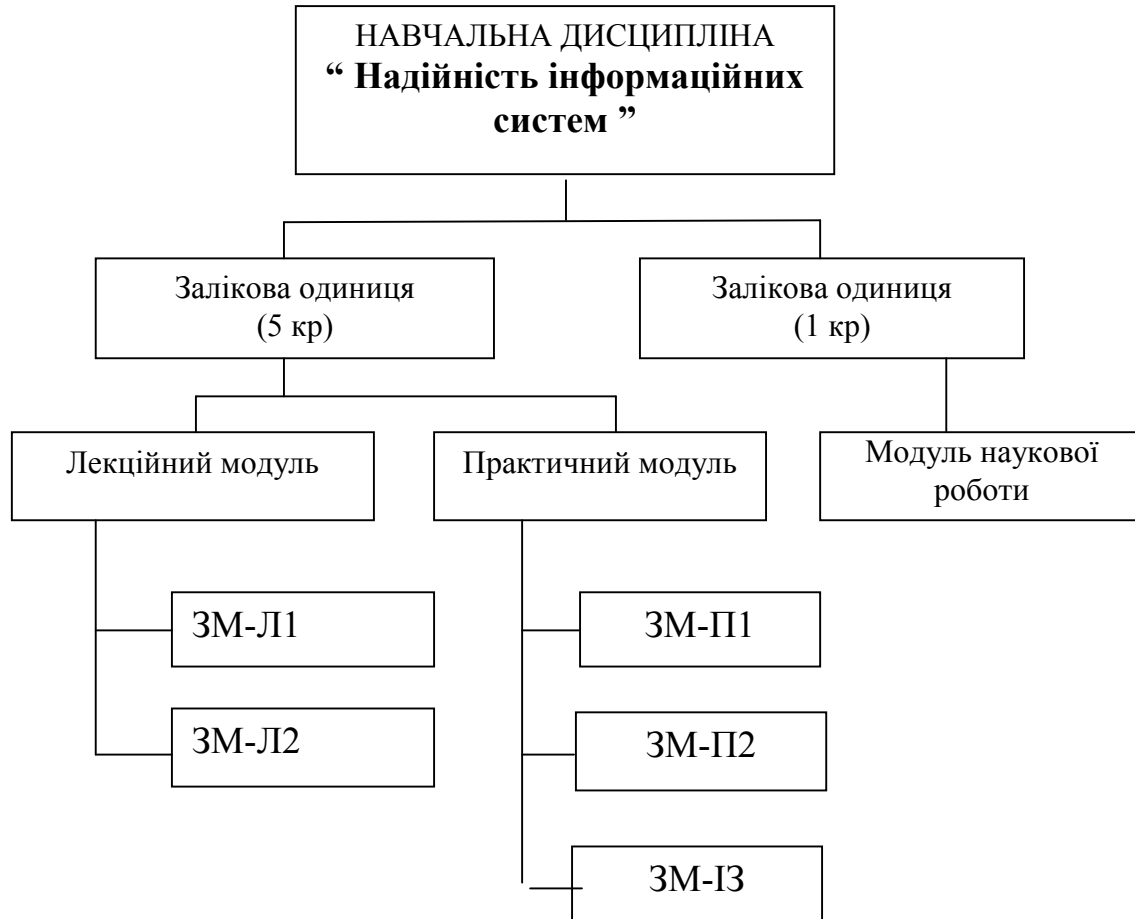 НАВЧАЛЬНА ДИСЦИПЛІНА
“ Надійність інформаційних
систем ”
Залікова одиниця
(5 кр)
Залікова одиниця
(1 кр)
Лекційний модуль
Практичний модуль
Модуль наукової
роботи
ЗМ-Л1
ЗМ-П1
ЗМ-Л2
ЗМ-П2
ЗМ-ІЗ